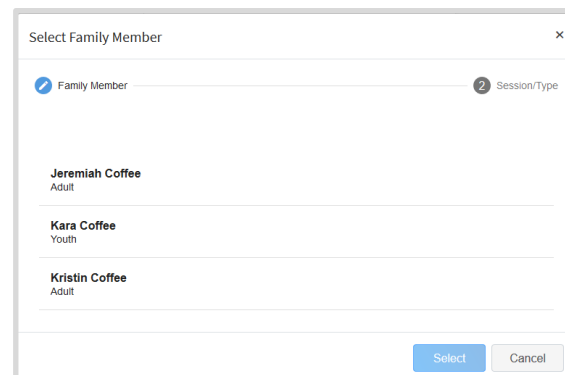 Select Family Member ×
Family Member 2 Session/Type
Jeremiah Coffee
Adult
Kara Coffee
Youth
Kristin Coffee
Adult
Select Cancel